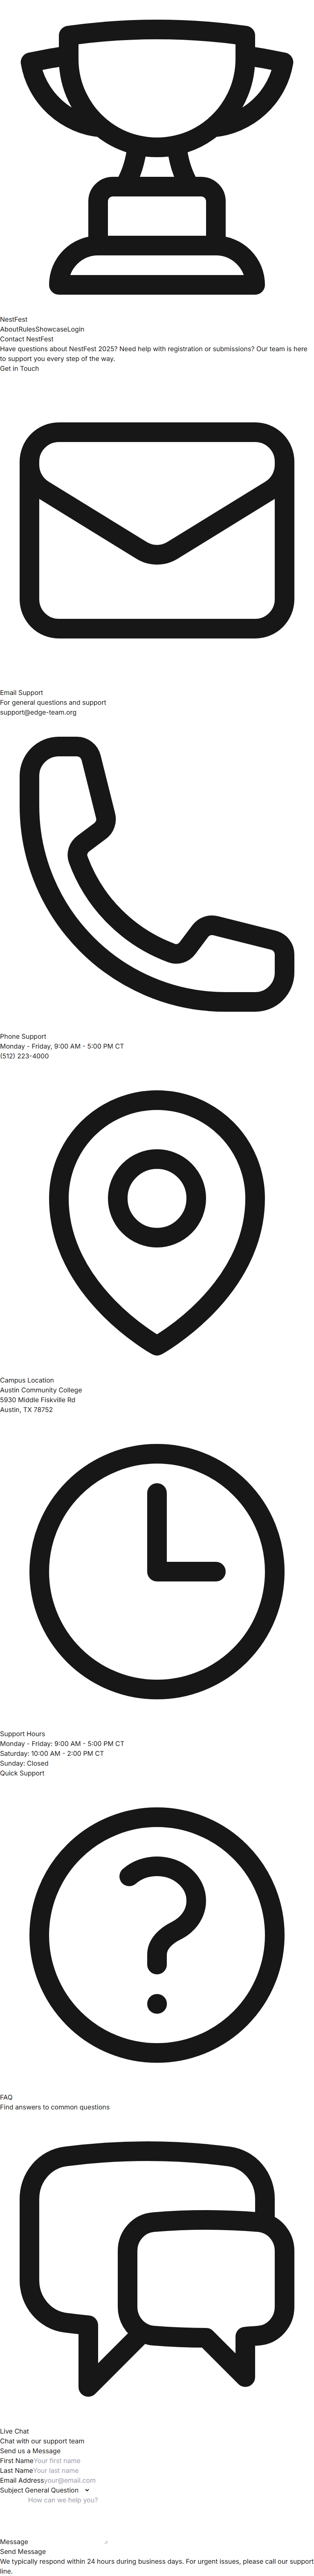 NestFest
AboutRulesShowcaseLogin
Contact NestFest
Have questions about NestFest 2025? Need help with registration or submissions? Our team is here
to support you every step of the way.
Get in Touch
Email Support
For general questions and support
support@edge-team.org
Phone Support
Monday - Friday, 9:00 AM - 5:00 PM CT
(512) 223-4000
Campus Location
Austin Community College
5930 Middle Fiskville Rd
Austin, TX 78752
Support Hours
Monday - Friday: 9:00 AM - 5:00 PM CT
Saturday: 10:00 AM - 2:00 PM CT
Sunday: Closed
Quick Support
FAQ
Find answers to common questions
Live Chat
Chat with our support team
Send us a Message
First NameYour first name
Last NameYour last name
Email Addressyour@email.com
Subject General Question
How can we help you?
Message
Send Message
We typically respond within 24 hours during business days. For urgent issues, please call our support
line.